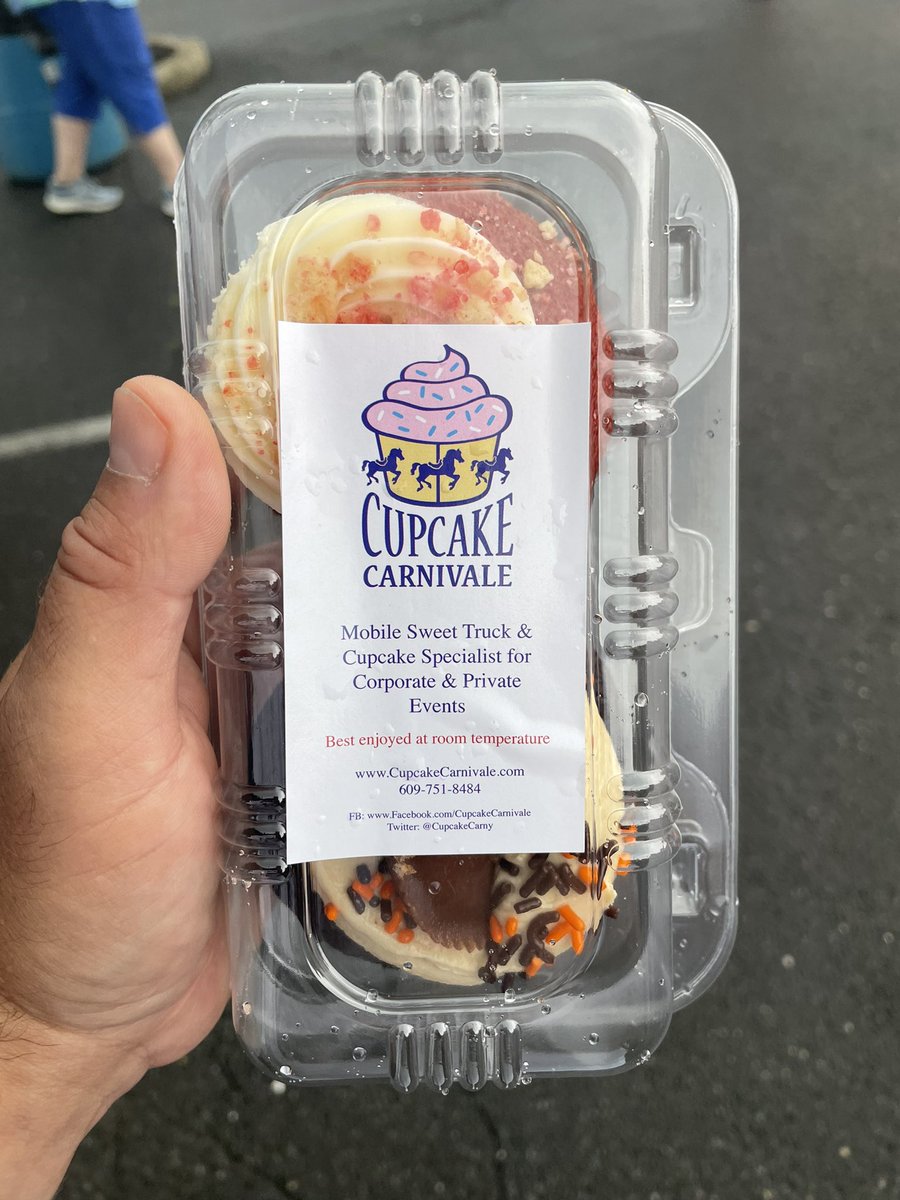 CUPCAKE
CARNIVALE
Mobile Sweet Truck &
Cupcake Specialist for
Corporate & Private
Events
Best enjoyed at room temperature
www.CupcakeCarnivale.com
609-751-8484
FB: www.Facebook.com/CupcakeCarnivale
Twitter: @CupcakeCarny